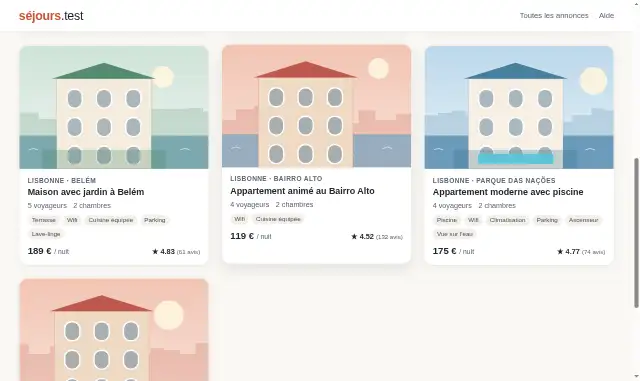 séjours.test
Toutes les annonces Aide
LISBONNE · BELÉM
Maison avec jardin à Belém
5 voyageurs 2 chambres
Terrasse Wifi Cuisine équipée Parking
Lave-linge
189 € / nuit ★ 4.83 (61 avis)
LISBONNE · BAIRRO ALTO
Appartement animé au Bairro Alto
4 voyageurs 2 chambres
Wifi Cuisine équipée
119 € / nuit ★ 4.52 (132 avis)
LISBONNE · PARQUE DAS NAÇÕES
Appartement moderne avec piscine
4 voyageurs 2 chambres
Piscine Wifi Climatisation Parking Ascenseur
Vue sur l'eau
175 € / nuit ★ 4.77 (74 avis)